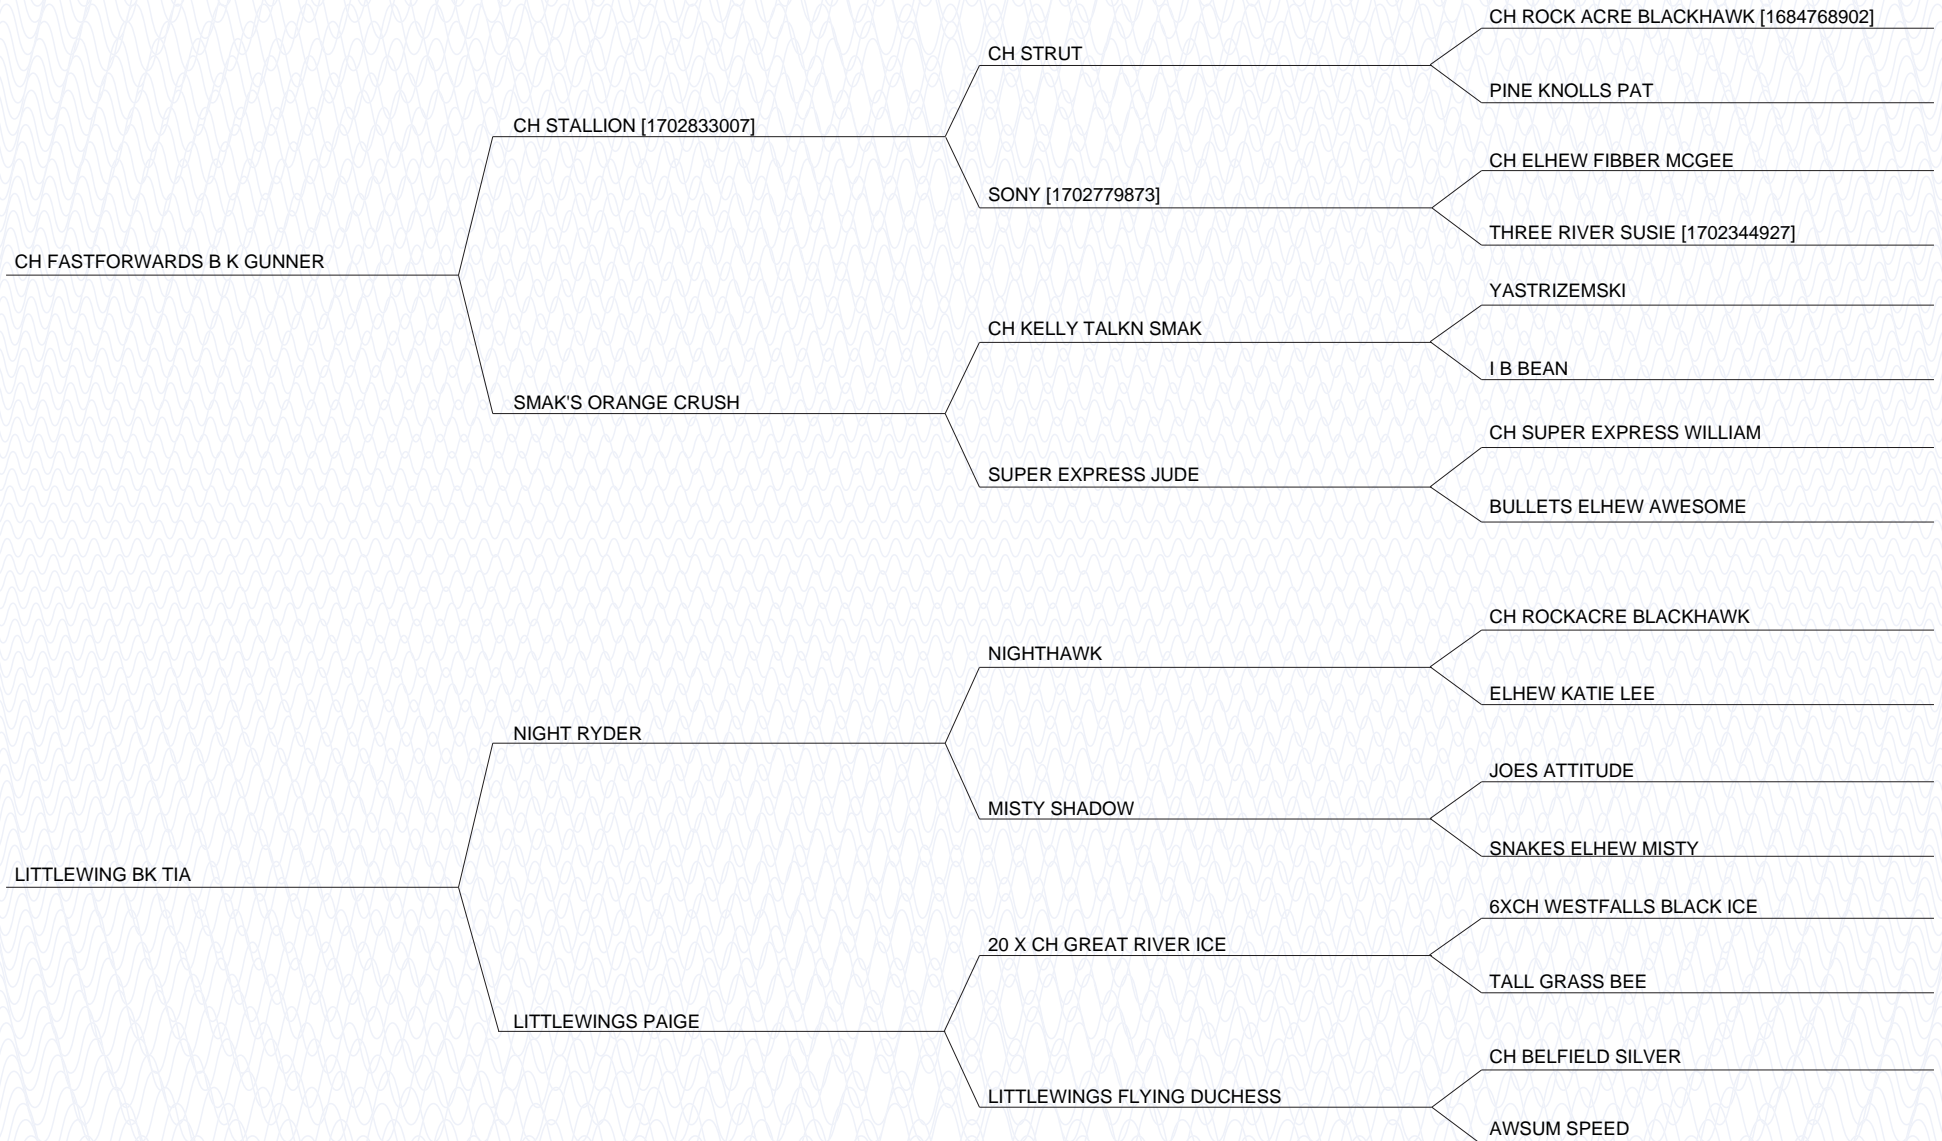 CH ROCK ACRE BLACKHAWK [1684768902]
CH STRUT
PINE KNOLLS PAT
CH STALLION [1702833007]
CH ELHEW FIBBER MCGEE
SONY [1702779873]
THREE RIVER SUSIE [1702344927]
CH FASTFORWARDS B K GUNNER
YASTRIZEMSKI
CH KELLY TALKN SMAK
I B BEAN
SMAK'S ORANGE CRUSH
CH SUPER EXPRESS WILLIAM
SUPER EXPRESS JUDE
BULLETS ELHEW AWESOME
CH ROCKACRE BLACKHAWK
NIGHTHAWK
ELHEW KATIE LEE
NIGHT RYDER
JOES ATTITUDE
MISTY SHADOW
SNAKES ELHEW MISTY
LITTLEWING BK TIA
6XCH WESTFALLS BLACK ICE
20 X CH GREAT RIVER ICE
TALL GRASS BEE
LITTLEWINGS PAIGE
CH BELFIELD SILVER
LITTLEWINGS FLYING DUCHESS
AWSUM SPEED